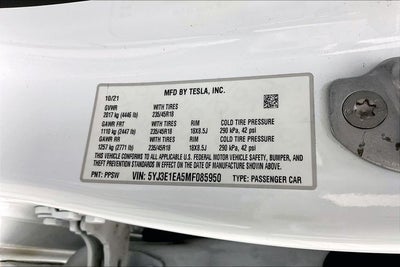 MFD BY TESLA, INC.
10/21
GVWR WITH TIRES
2017 kg (4446 lb) 235/45R18
GAWR FRT WITH TIRES RIM COLD TIRE PRESSURE
1110 kg (2447 lb) 235/45R18 18X8.5J 290 kPa, 42 psi
GAWR RR WITH TIRES RIM COLD TIRE PRESSURE
1257 kg (2771 lb) 235/45R18 18X8.5J 290 kPa, 42 psi
THIS VEHICLE CONFORMS TO ALL APPLICABLE U.S. FEDERAL MOTOR VEHICLE SAFETY, BUMPER, AND
THEFT PREVENTION STANDARDS IN EFFECT ON THE DATE OF MANUFACTURE SHOWN ABOVE.
PNT: PPSW VIN: 5YJ3E1EA5MF085950 TYPE: PASSENGER CAR